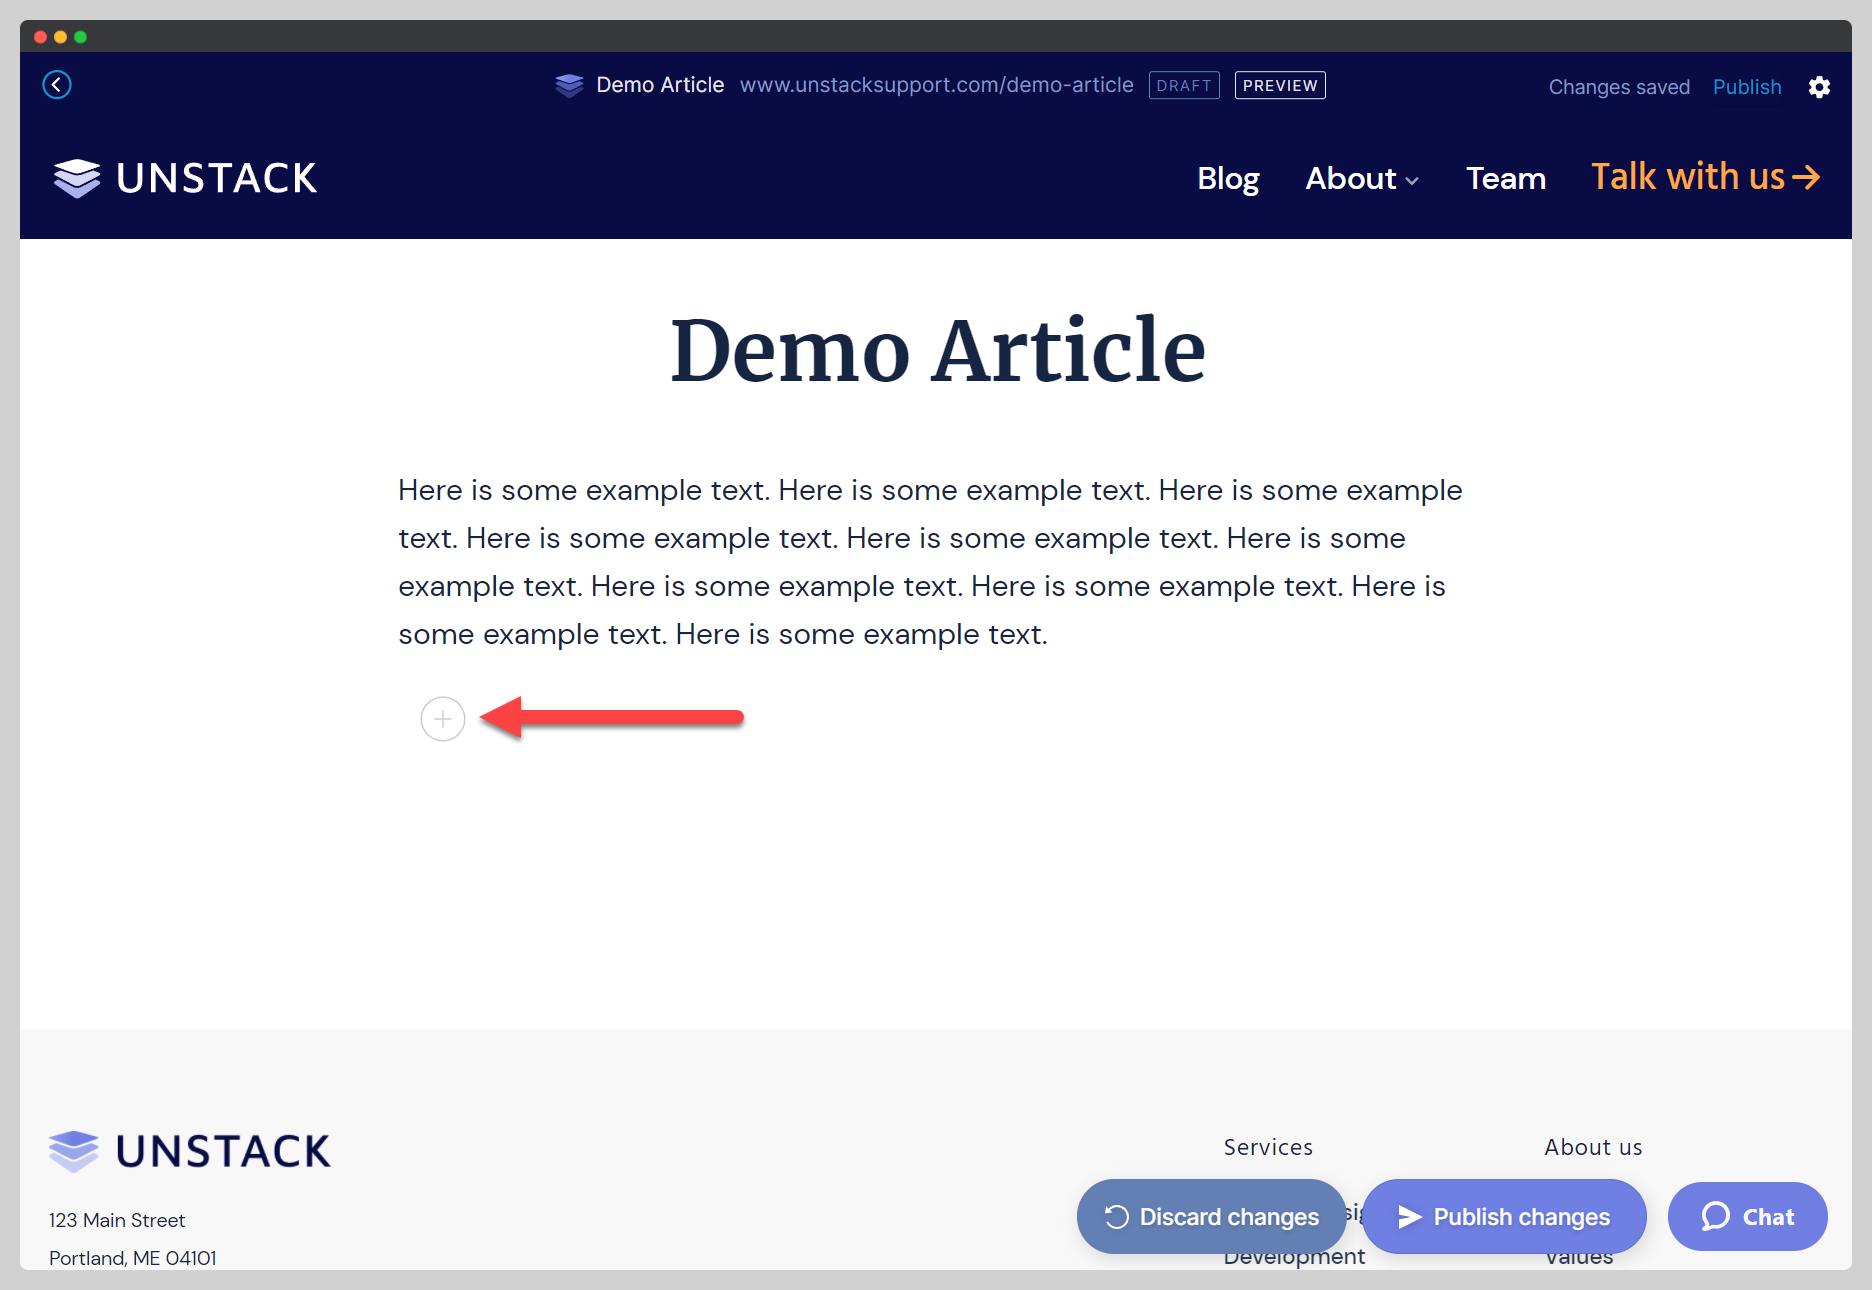 Demo Article www.unstacksupport.com/demo-article DRAFT PREVIEW Changes saved Publish
UNSTACK Blog About Team Talk with us
Demo Article
Here is some example text. Here is some example text. Here is some example
text. Here is some example text. Here is some example text. Here is some
example text. Here is some example text. Here is some example text. Here is
some example text. Here is some example text.
UNSTACK
123 Main Street
Portland, ME 04101
Services
Development
About us
Values
Discard changes
Publish changes
Chat